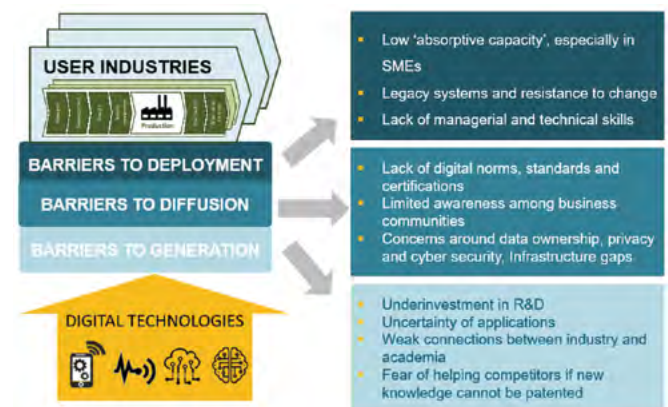 USER INDUSTRIES
Production
BARRIERS TO DEPLOYMENT
BARRIERS TO DIFFUSION
BARRIERS TO GENERATION
DIGITAL TECHNOLOGIES
Low ‘absorptive capacity’, especially in
SMEs
Legacy systems and resistance to change
Lack of managerial and technical skills
Lack of digital norms, standards and
certifications
Limited awareness among business
communities
Concerns around data ownership, privacy
and cyber security, Infrastructure gaps
Underinvestment in R&D
Uncertainty of applications
Weak connections between industry and
academia
Fear of helping competitors if new
knowledge cannot be patented